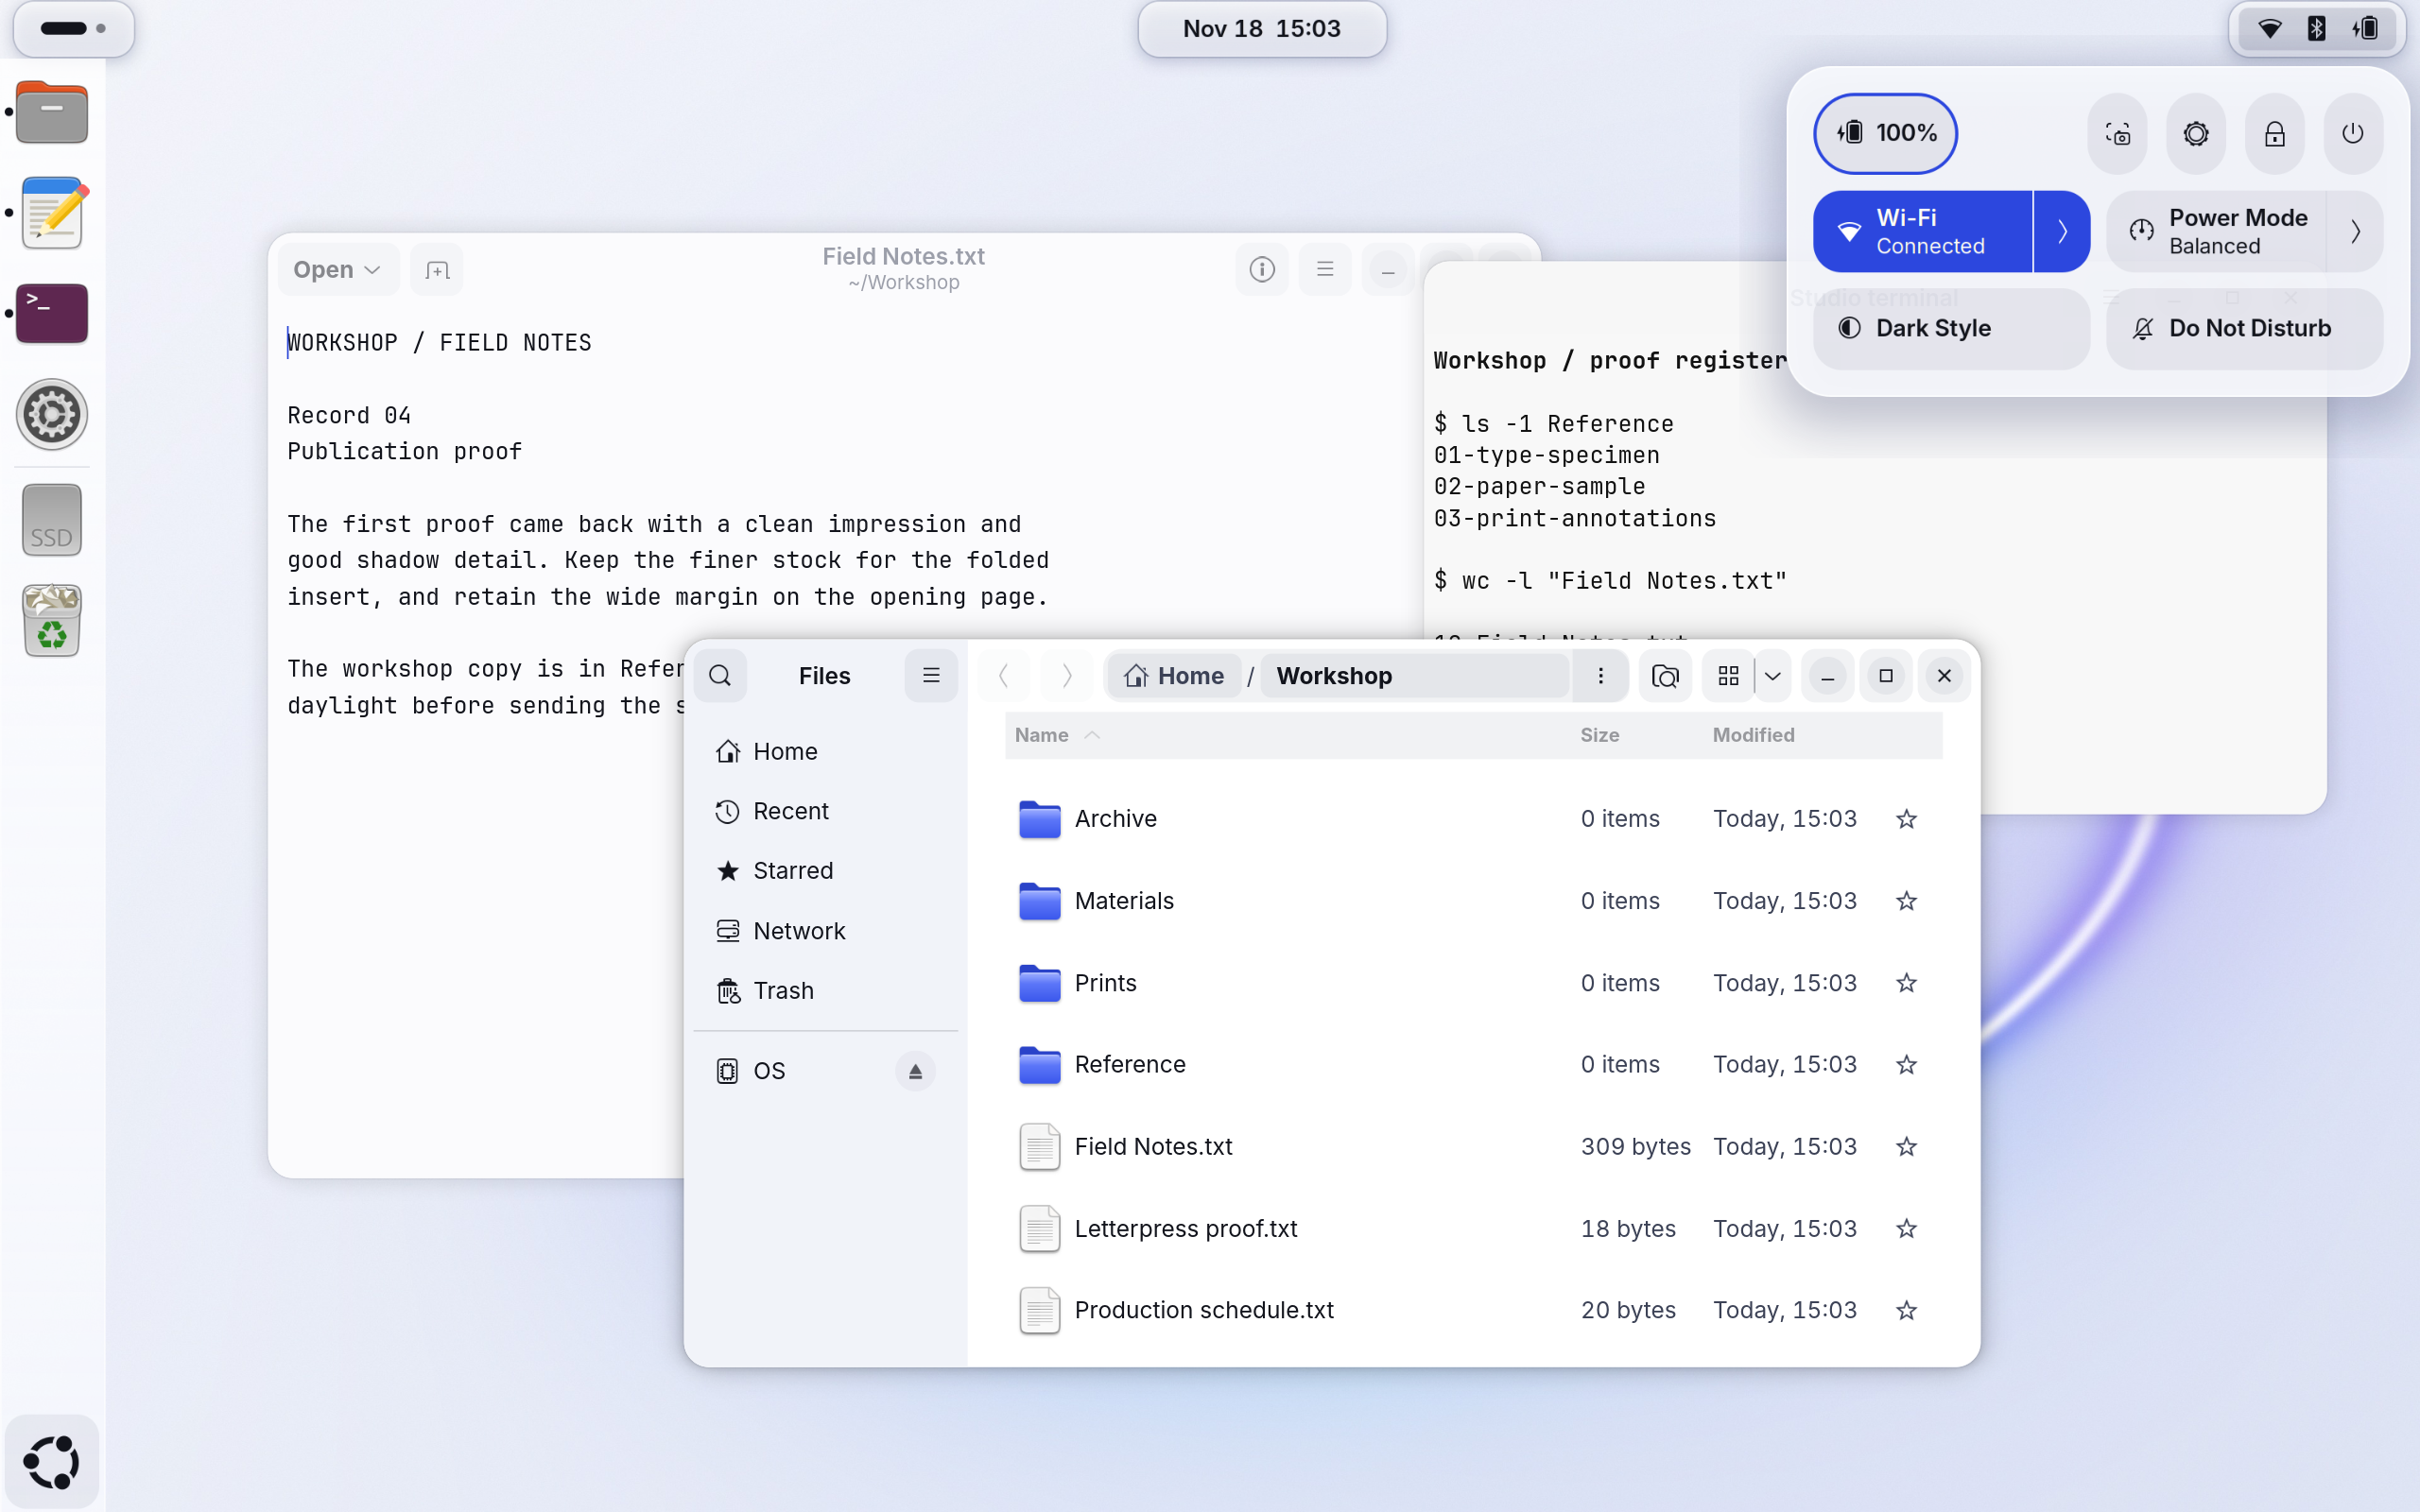 Nov 18 15:03
100%
Wi-Fi
Connected
Power Mode
Balanced
Studio terminal
Dark Style
Do Not Disturb
SSD
Open
Field Notes.txt
~/Workshop
WORKSHOP / FIELD NOTES
Record 04
Publication proof
The first proof came back with a clean impression and
good shadow detail. Keep the finer stock for the folded
insert, and retain the wide margin on the opening page.
The workshop copy is in Refer
daylight before sending the s
Workshop / proof register
$ ls -1 Reference
01-type-specimen
02-paper-sample
03-print-annotations
$ wc -l "Field Notes.txt"
Files
Home
Recent
Starred
Network
Trash
OS
Home / Workshop
Name Size Modified
Archive 0 items Today, 15:03
Materials 0 items Today, 15:03
Prints 0 items Today, 15:03
Reference 0 items Today, 15:03
Field Notes.txt 309 bytes Today, 15:03
Letterpress proof.txt 18 bytes Today, 15:03
Production schedule.txt 20 bytes Today, 15:03